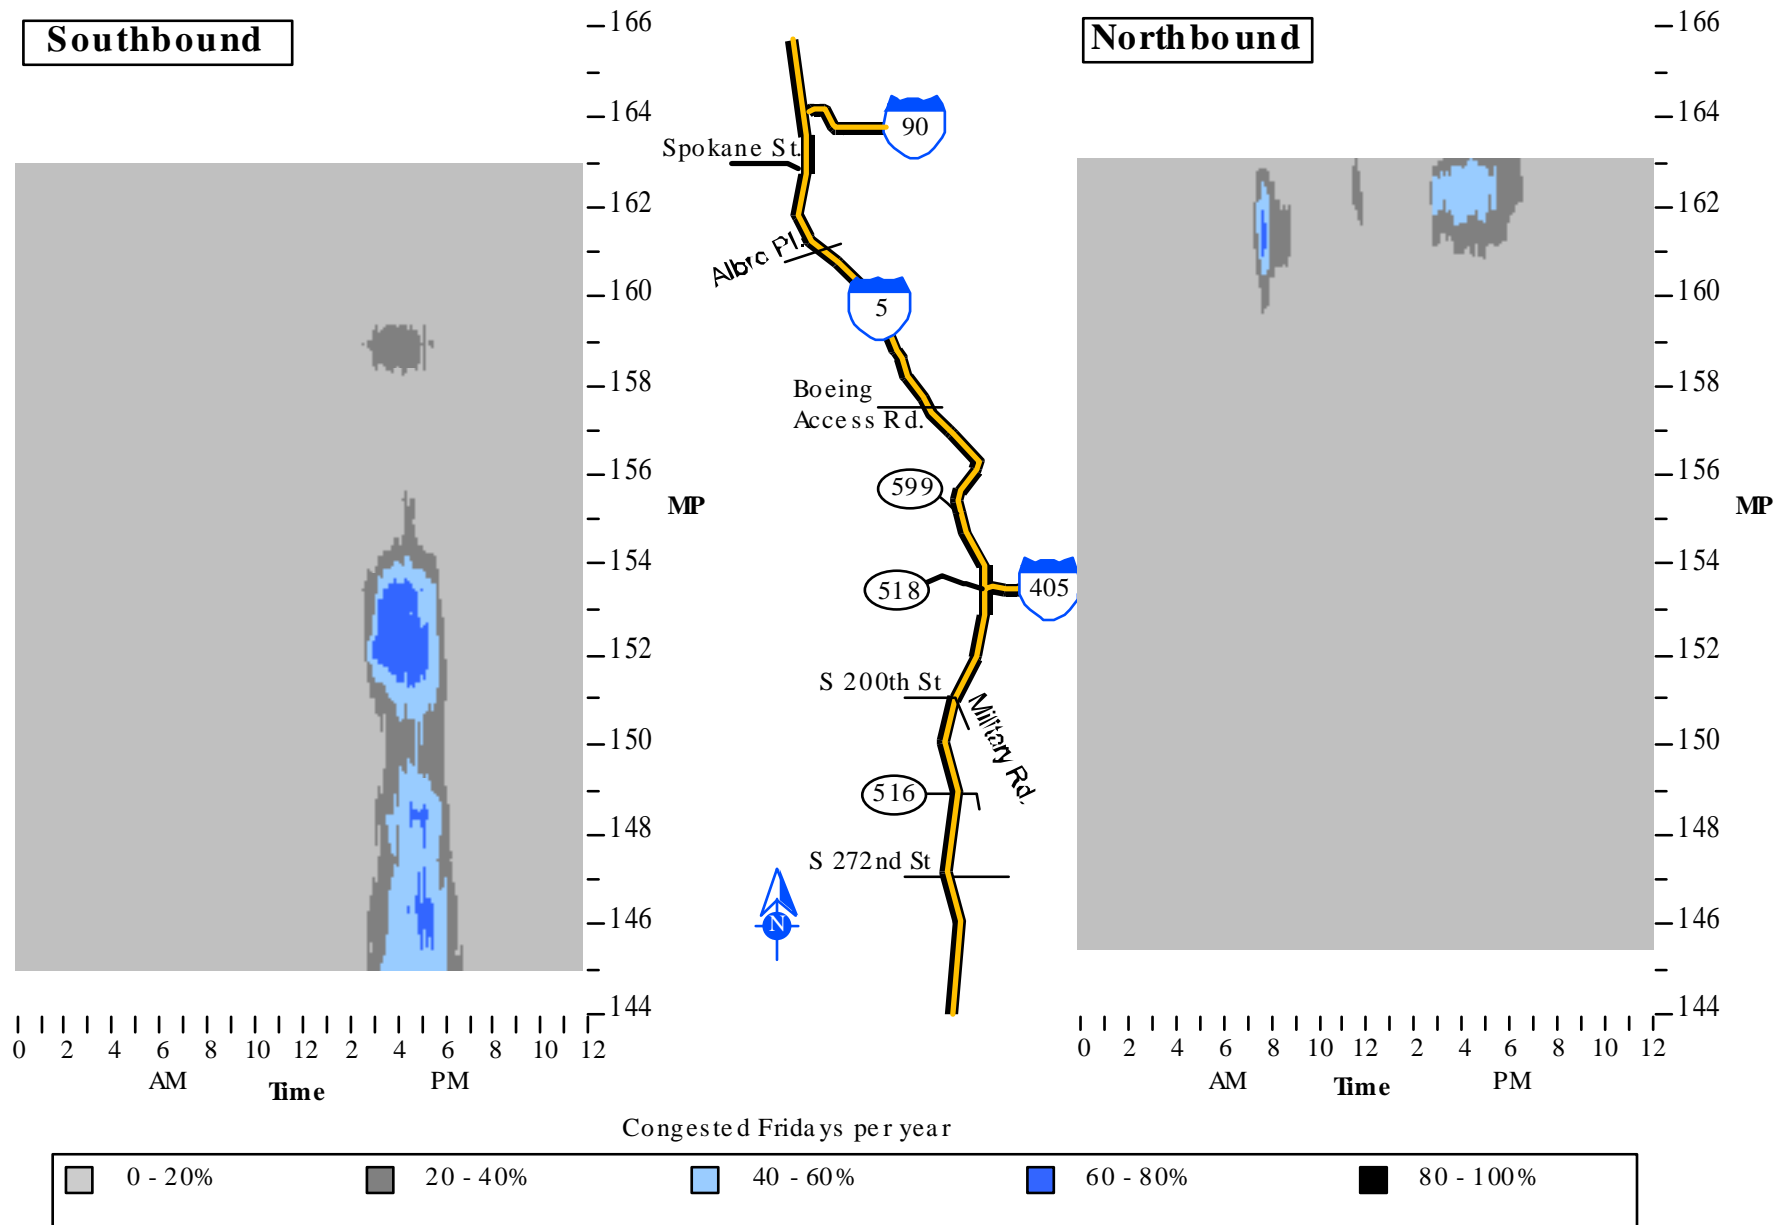 Southbound
Northbound
166
164
162
160
158
156
154
152
150
148
146
144
MP
90
Spokane St.
Albro Pl.
5
Boeing
Access Rd.
599
518
405
S 200th St
Military Rd.
516
S 272nd St
N
166
164
162
160
158
156
154
152
150
148
146
144
MP
0 2 4 6 8 10 12 2 4 6 8 10 12
AM Time PM
0 2 4 6 8 10 12 2 4 6 8 10 12
AM Time PM
Congested Fridays per year
0 - 20% 20 - 40% 40 - 60% 60 - 80% 80 - 100%